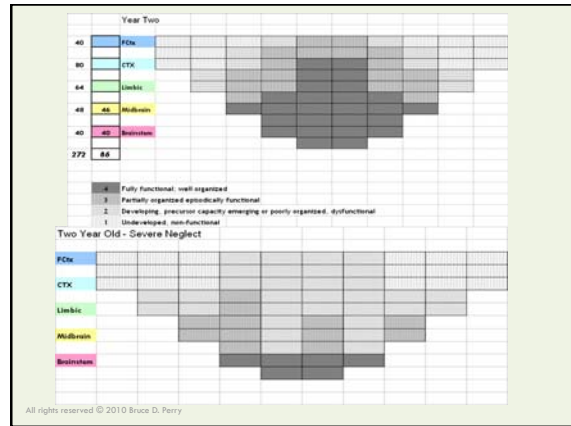 Year Two
40 FCtx
80 CTX
64 Limbic
48 46 Midbrain
40 40 Brainstem
272 86
4 Fully functional; well organized
3 Partially organized episodically functional
2 Developing, precursor capacity emerging or poorly organized, dysfunctional
1 Undeveloped, non-functional
Two Year Old - Severe Neglect
FCtx
CTX
Limbic
Midbrain
Brainstem
All rights reserved © 2010 Bruce D. Perry